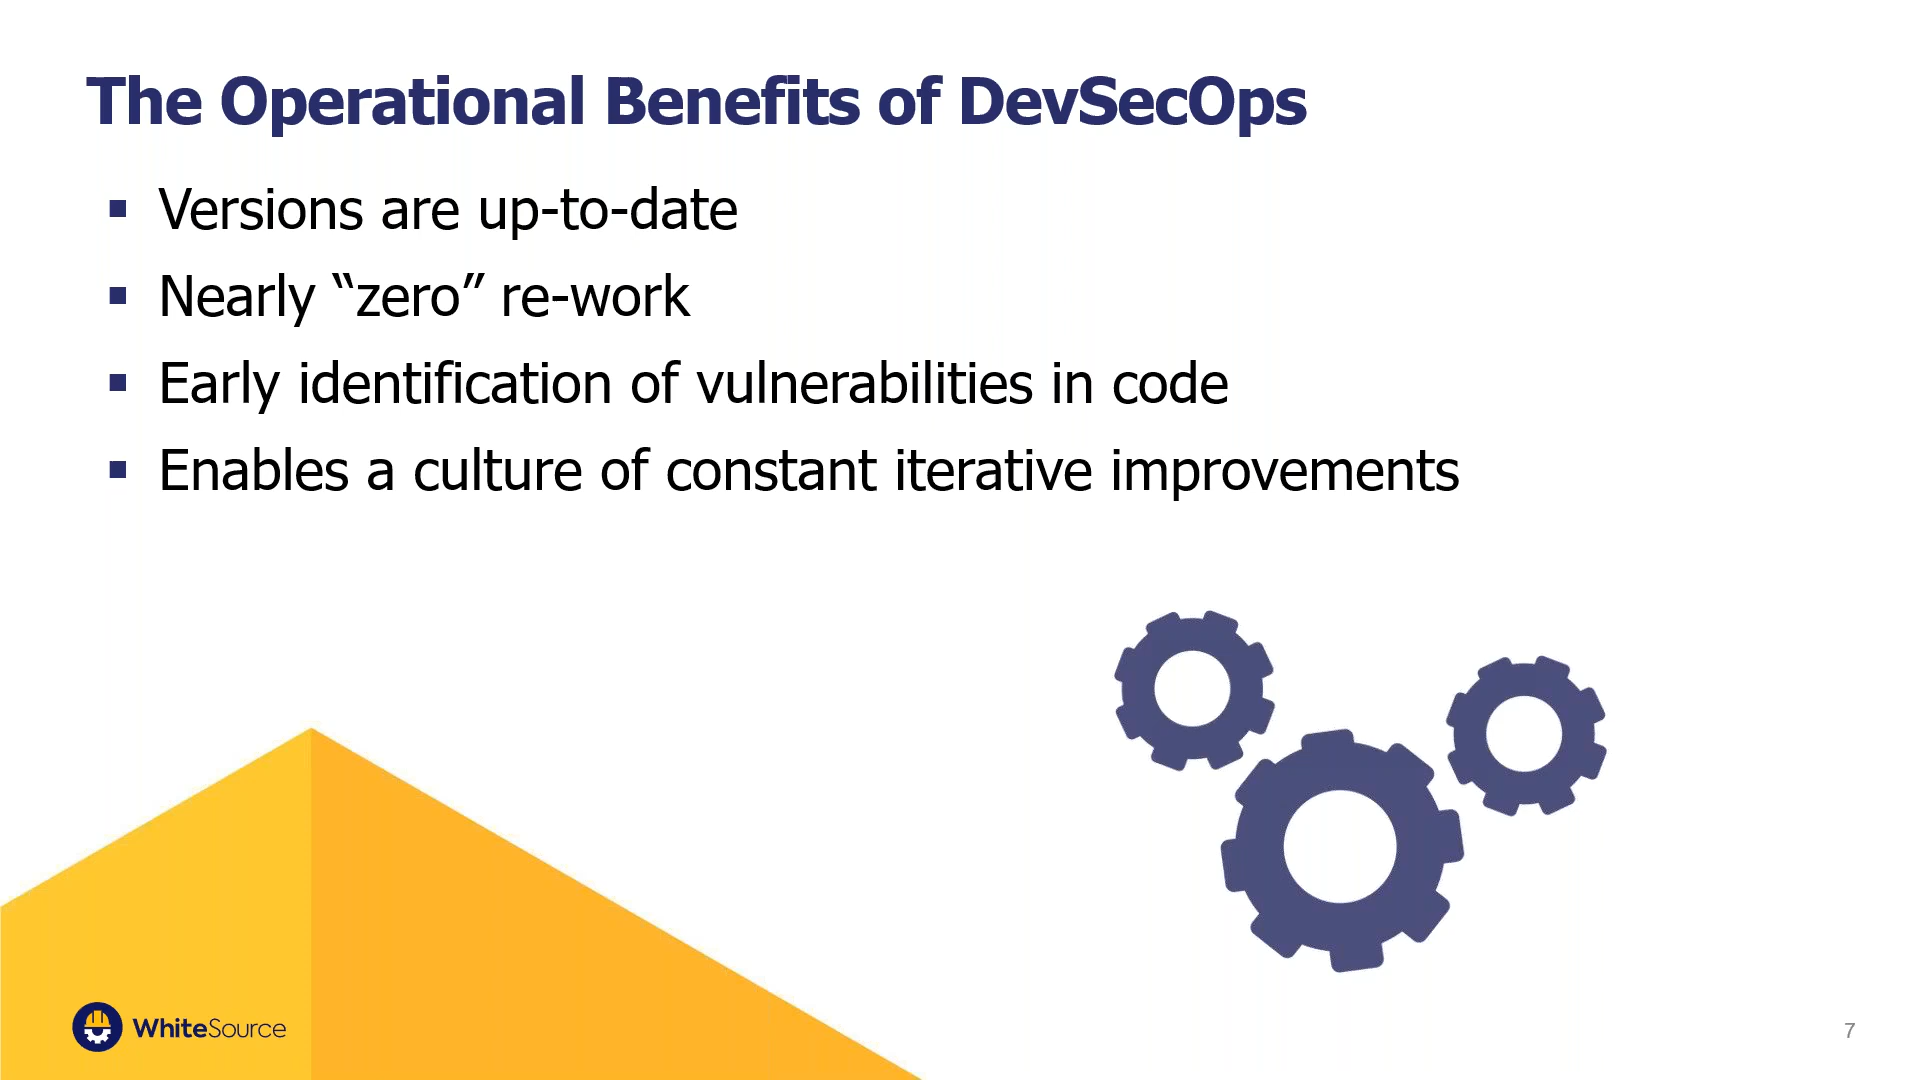 The Operational Benefits of DevSecOps
▪ Versions are up-to-date
▪ Nearly “zero” re-work
▪ Early identification of vulnerabilities in code
▪ Enables a culture of constant iterative improvements
WhiteSource
7